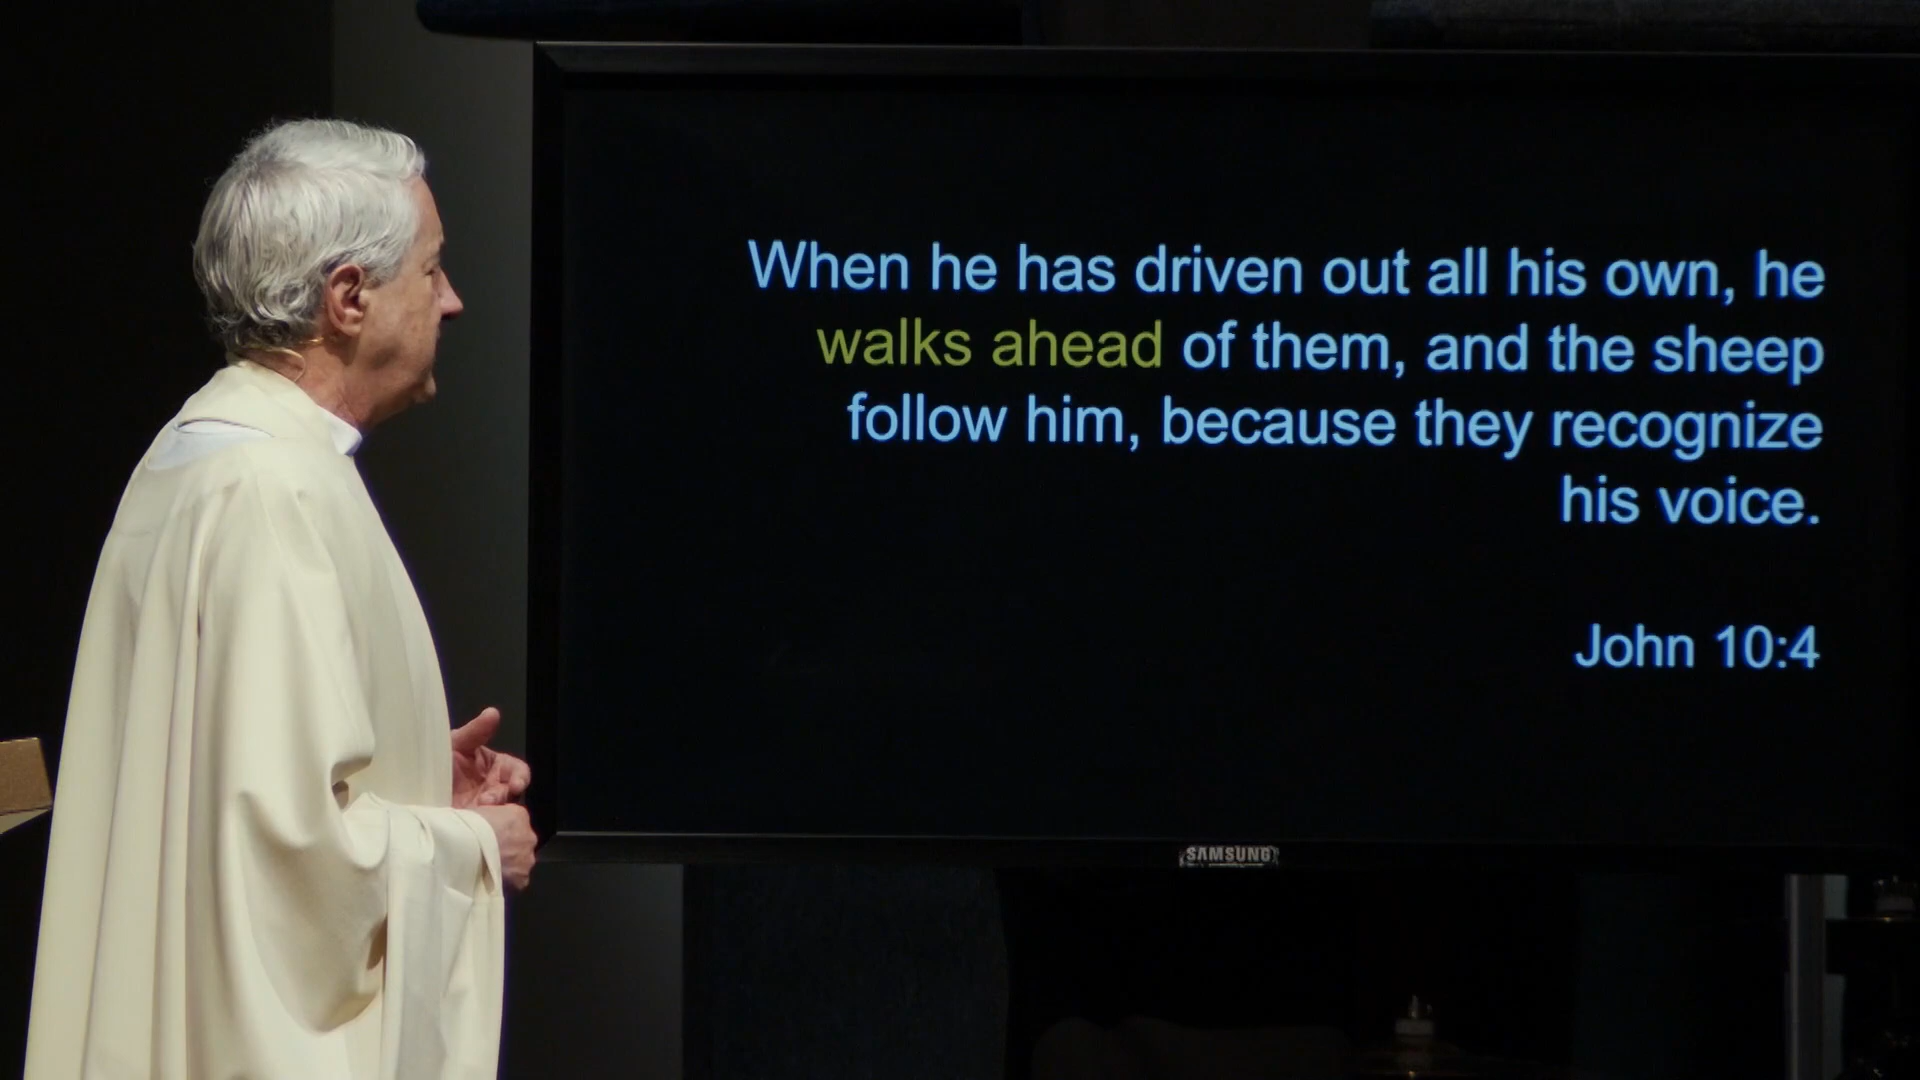 When he has driven out all his own, he
walks ahead of them, and the sheep
follow him, because they recognize
his voice.
John 10:4
SAMSUNG